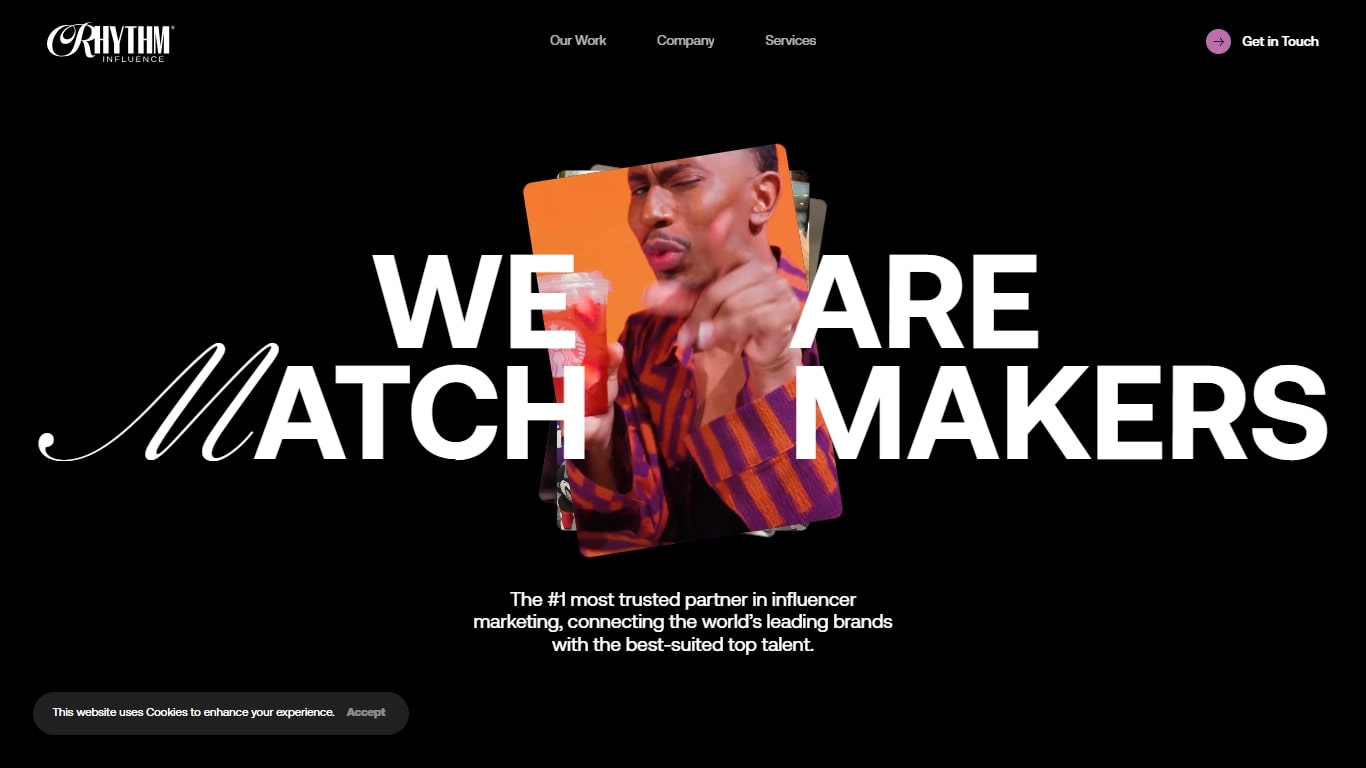 RHYTHM®
INFLUENCE
Our Work
Company
Services
Get in Touch
WE ARE
MATCH MAKERS
The #1 most trusted partner in influencer
marketing, connecting the world’s leading brands
with the best-suited top talent.
This website uses Cookies to enhance your experience. Accept